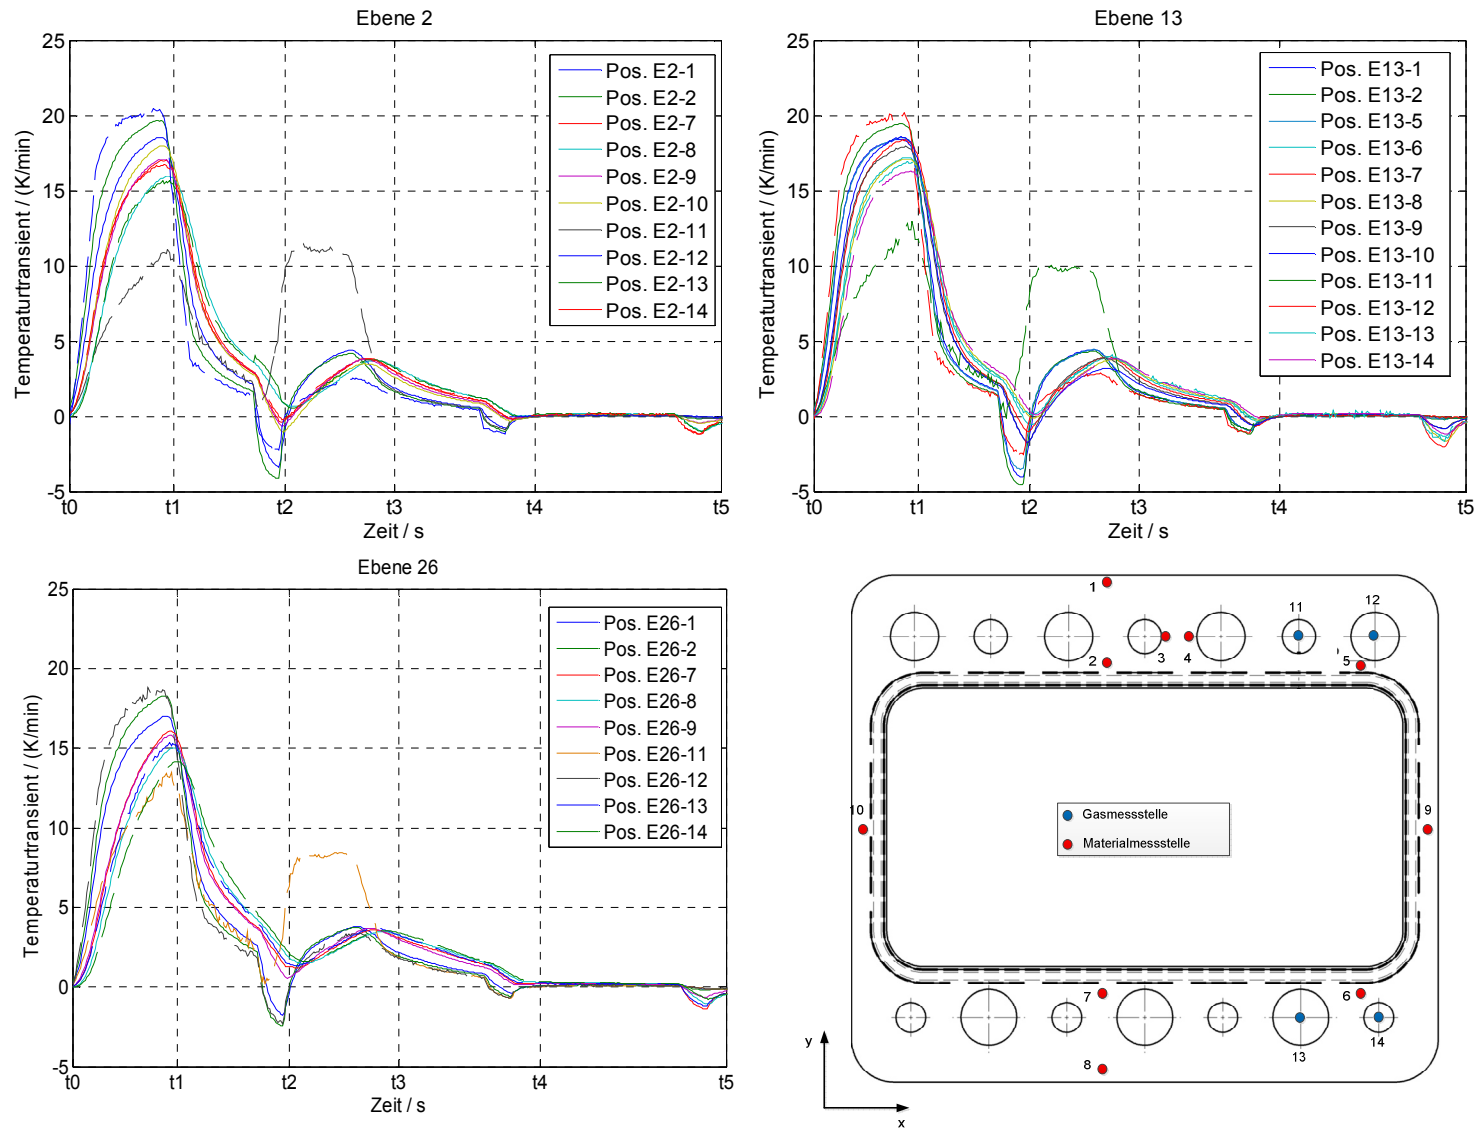 Ebene 2
Temperaturtransient / (K/min)
25
20
15
10
5
0
-5
t0 t1 t2 t3 t4 t5
Zeit / s
Pos. E2-1
Pos. E2-2
Pos. E2-7
Pos. E2-8
Pos. E2-9
Pos. E2-10
Pos. E2-11
Pos. E2-12
Pos. E2-13
Pos. E2-14
Ebene 13
Temperaturtransient / (K/min)
25
20
15
10
5
0
-5
t0 t1 t2 t3 t4 t5
Zeit / s
Pos. E13-1
Pos. E13-2
Pos. E13-5
Pos. E13-6
Pos. E13-7
Pos. E13-8
Pos. E13-9
Pos. E13-10
Pos. E13-11
Pos. E13-12
Pos. E13-13
Pos. E13-14
Ebene 26
Temperaturtransient / (K/min)
25
20
15
10
5
0
-5
t0 t1 t2 t3 t4 t5
Zeit / s
Pos. E26-1
Pos. E26-2
Pos. E26-7
Pos. E26-8
Pos. E26-9
Pos. E26-11
Pos. E26-12
Pos. E26-13
Pos. E26-14
1
11 12
2 3 4 5
10 9
Gasmessstelle
Materialmessstelle
7 6
13 14
8
y
x